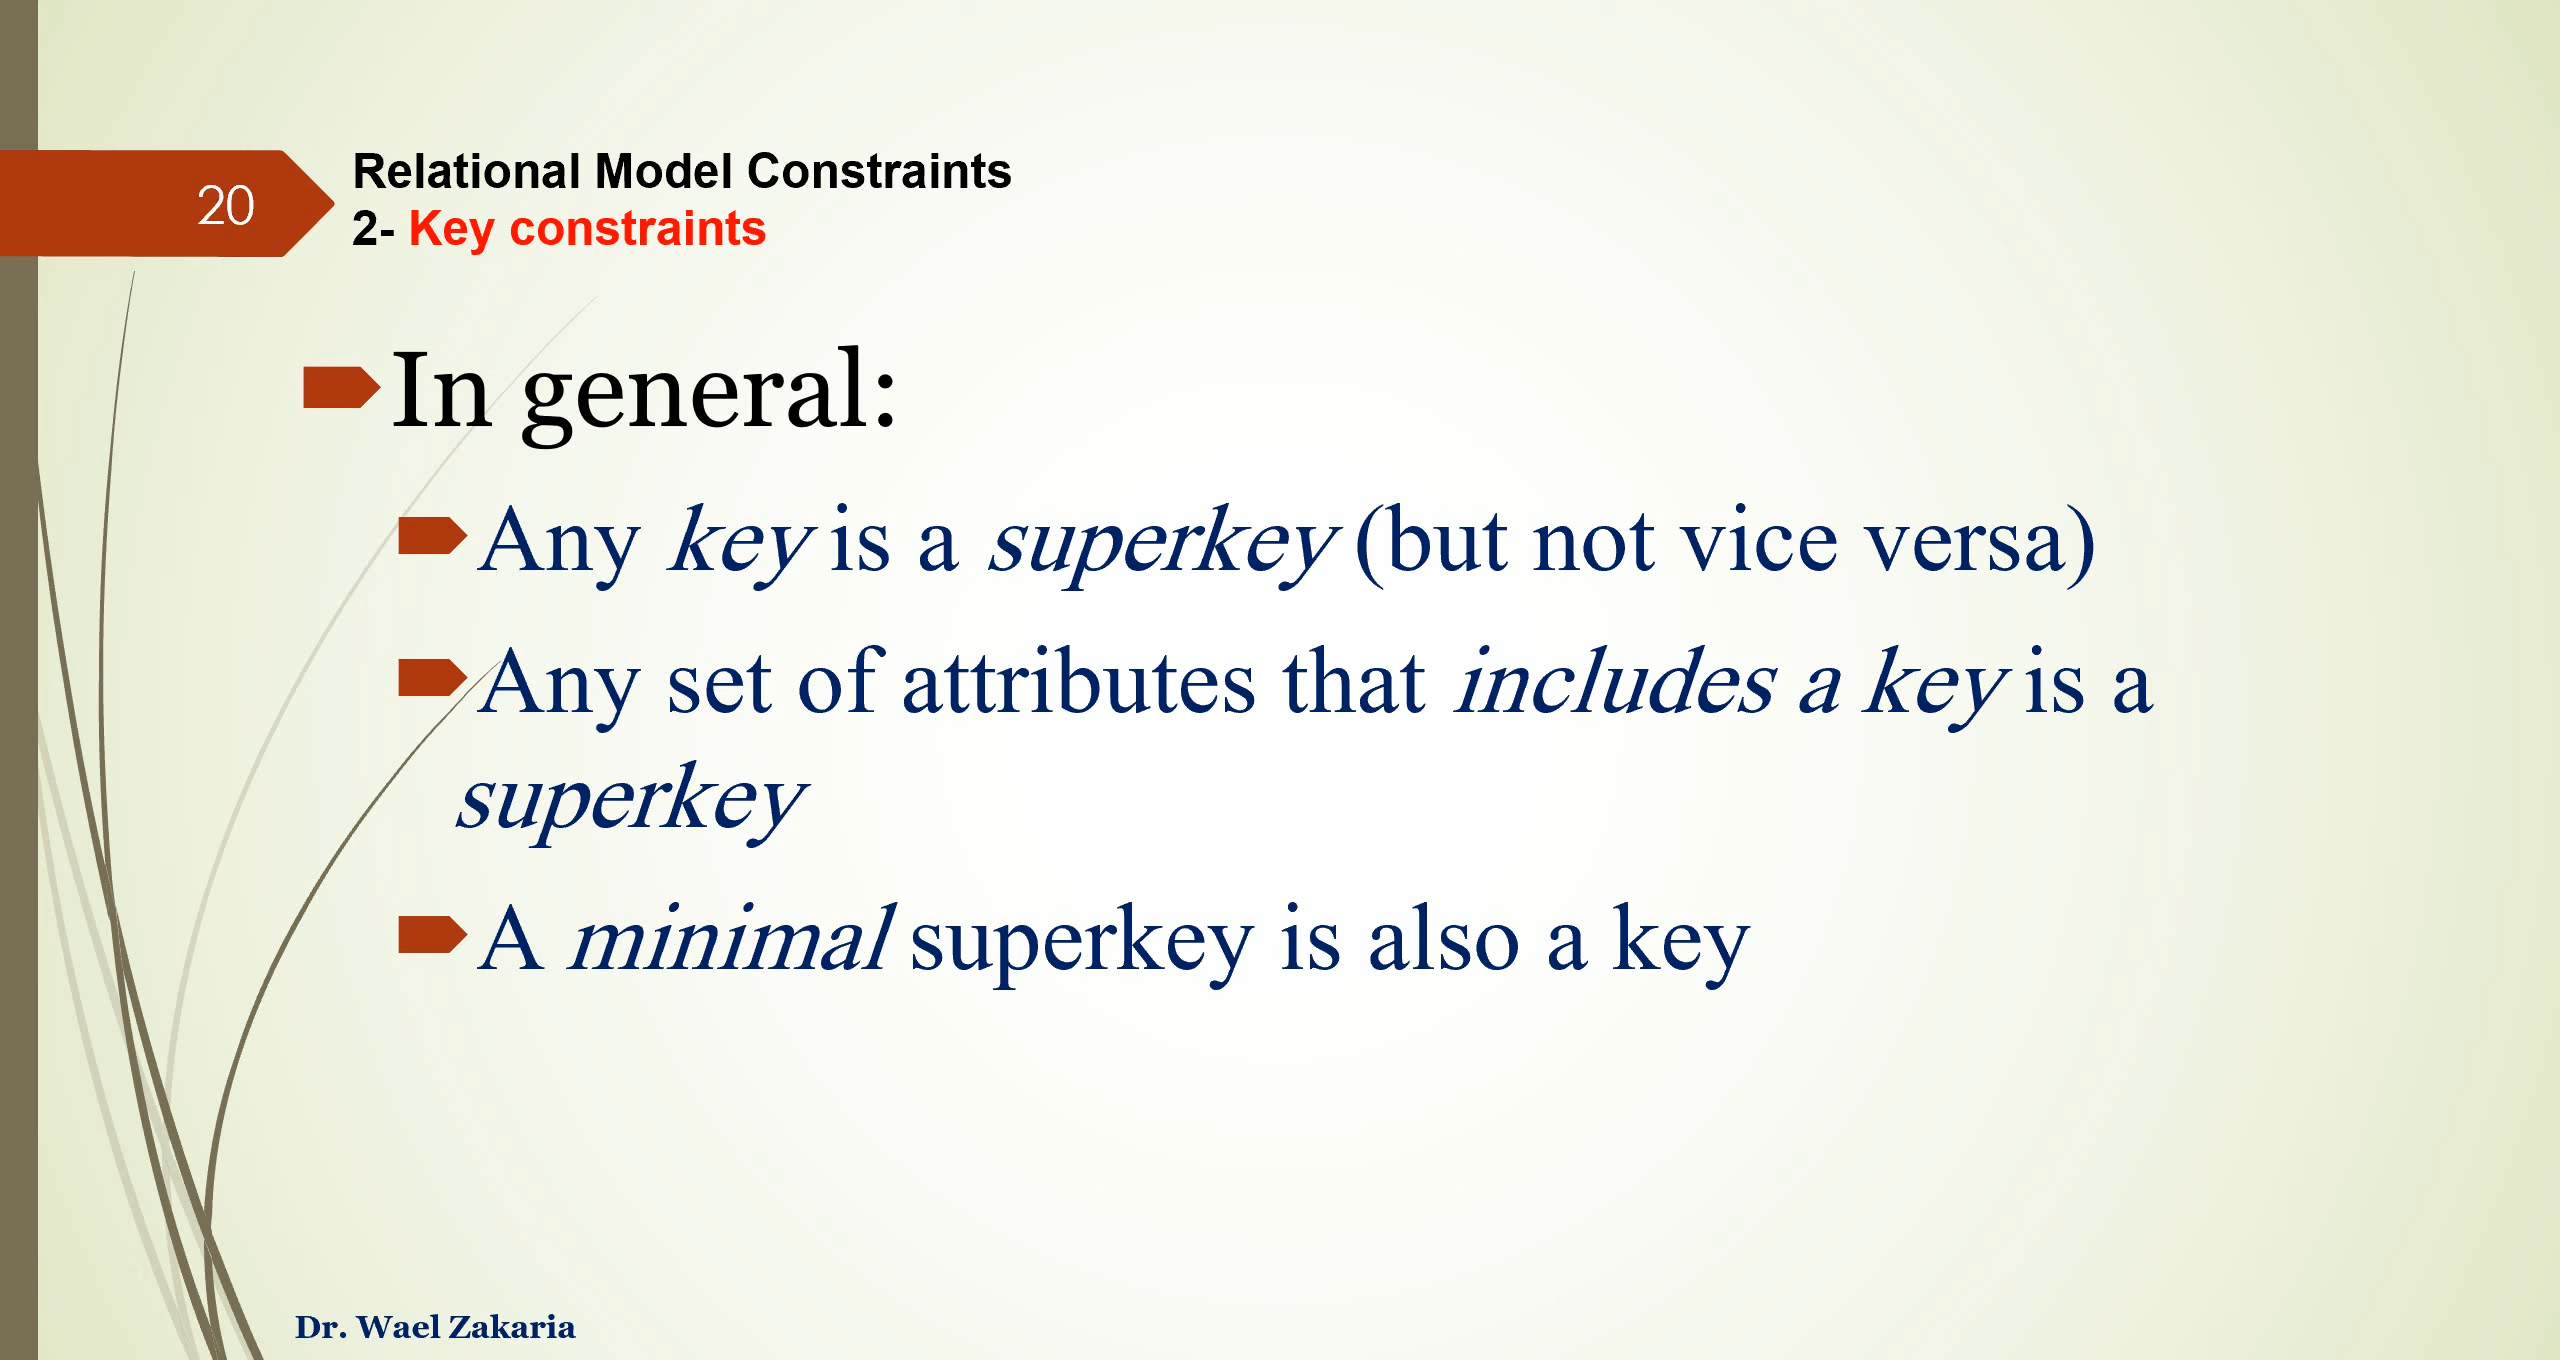 20
Relational Model Constraints
2- Key constraints
In general:
Any key is a superkey (but not vice versa)
Any set of attributes that includes a key is a
superkey
A minimal superkey is also a key
Dr. Wael Zakaria